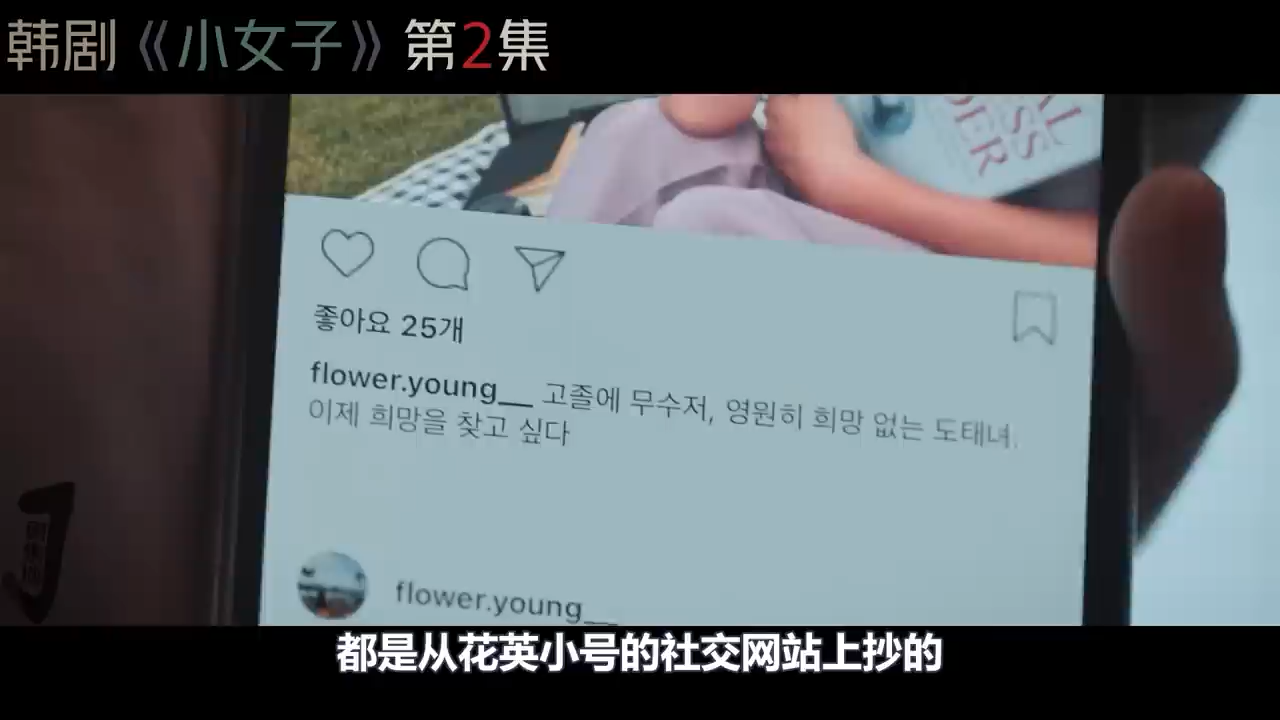 韩剧《小女子》第2集
좋아요 25개
flower.young__ 고졸에 무수저, 영원히 희망 없는 도태녀.
이제 희망을 찾고 싶다
flower.young__
都是从花英小号的社交网站上抄的